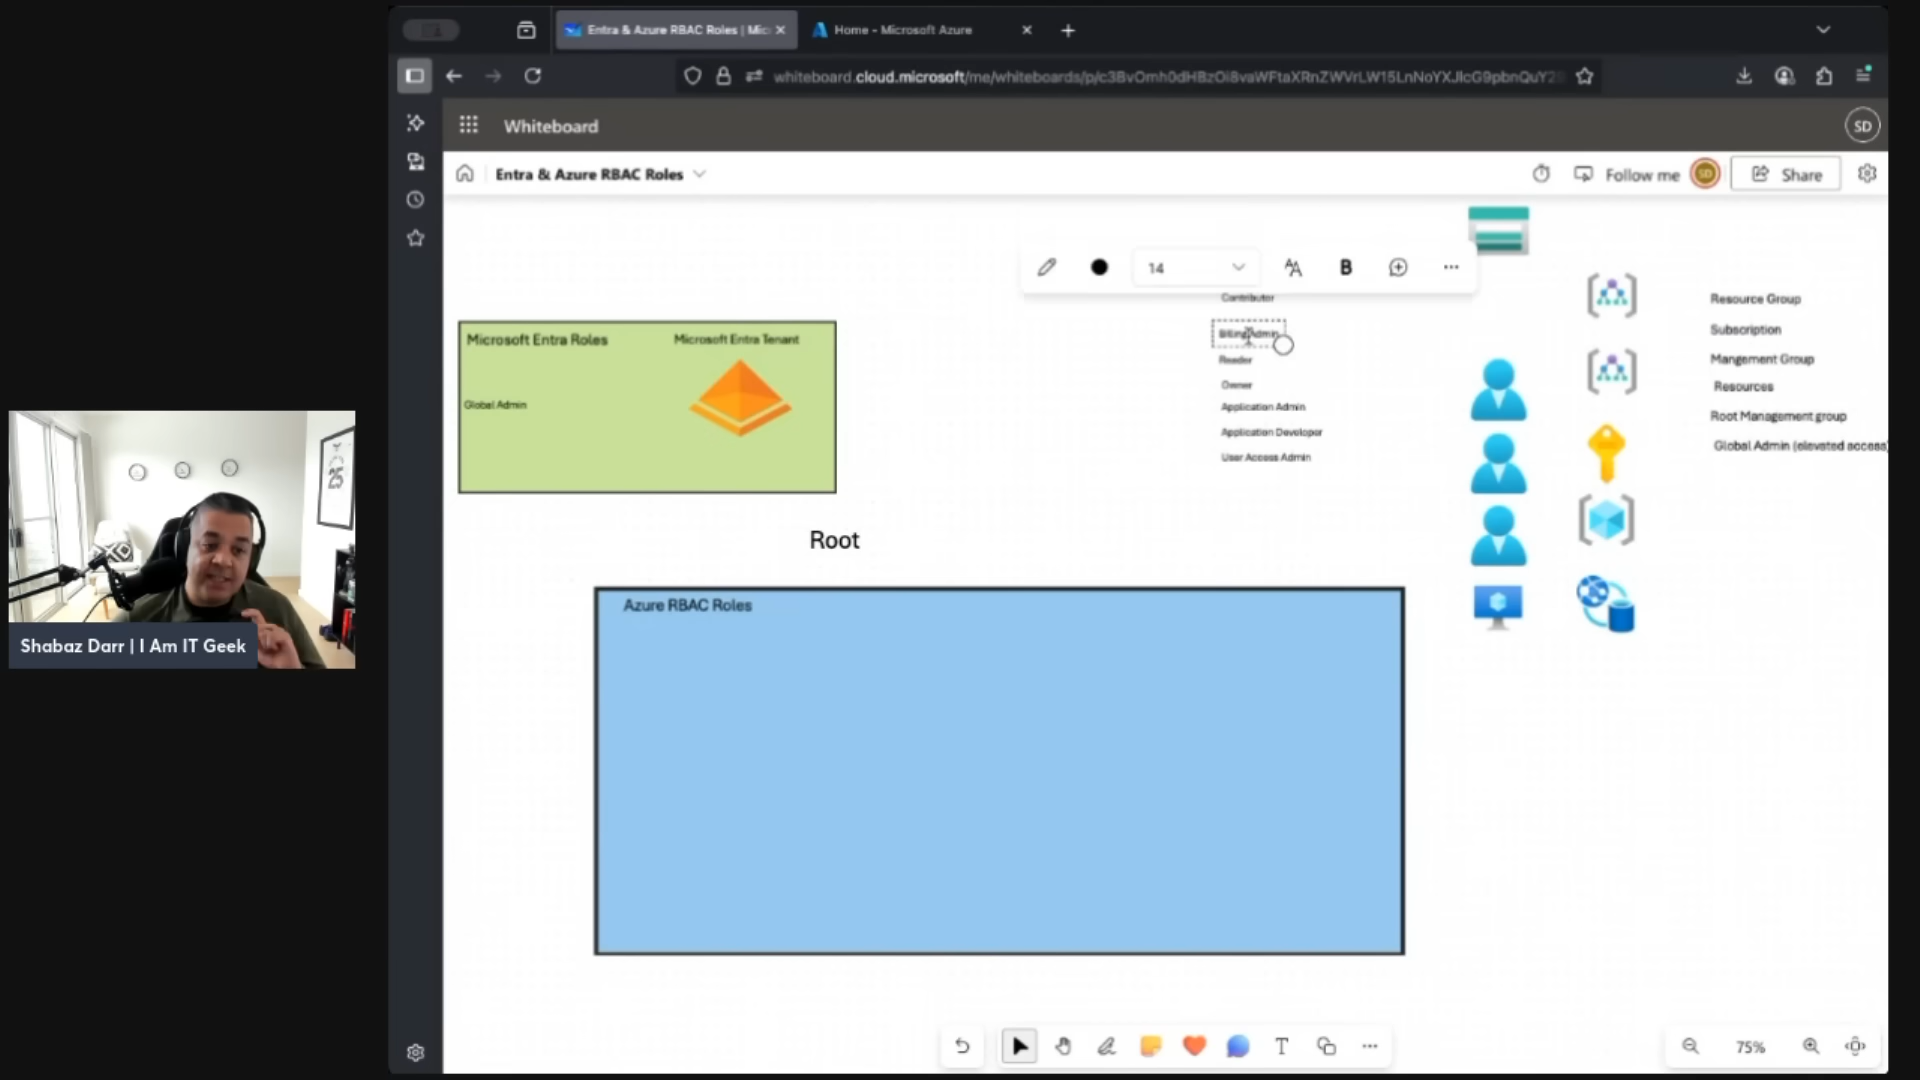 Entra & Azure RBAC Roles | Mic
Home - Microsoft Azure
whiteboard.cloud.microsoft/me/whiteboards/p/
Whiteboard
SD
Entra & Azure RBAC Roles
Follow me
SD
Share
14
Contributor
Billing Admin
Reader
Owner
Application Admin
Application Developer
User Access Admin
Resource Group
Subscription
Mangement Group
Resources
Root Management group
Global Admin (elevated access)
Microsoft Entra Roles
Microsoft Entra Tenant
Global Admin
Root
Azure RBAC Roles
25
Shabaz Darr | I Am IT Geek
75%